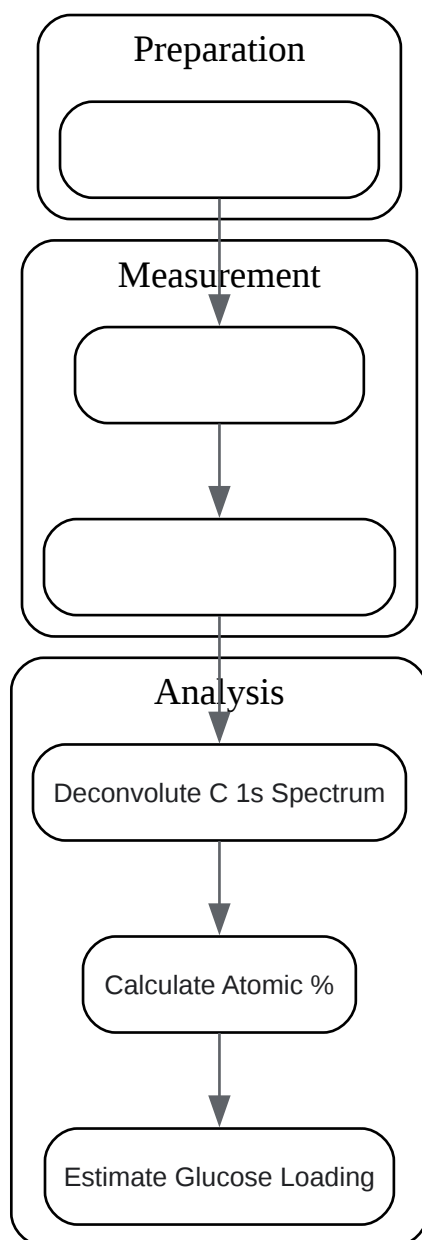 Preparation
Measurement
Analysis
Deconvolute C 1s Spectrum
Calculate Atomic %
Estimate Glucose Loading